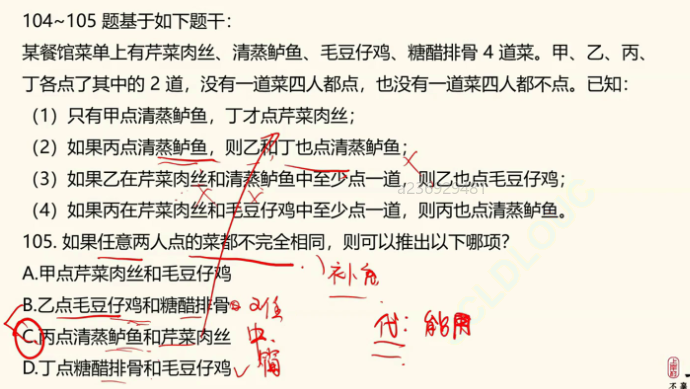 104~105 题基于如下题干：
某餐馆菜单上有芹菜肉丝、清蒸鲈鱼、毛豆仔鸡、糖醋排骨 4 道菜。甲、乙、丙、
丁各点了其中的 2 道，没有一道菜四人都点，也没有一道菜四人都不点。已知：
（1）只有甲点清蒸鲈鱼，丁才点芹菜肉丝；
（2）如果丙点清蒸鲈鱼，则乙和丁也点清蒸鲈鱼；
a236929481
（3）如果乙在芹菜肉丝和清蒸鲈鱼中至少点一道，则乙也点毛豆仔鸡；
（4）如果丙在芹菜肉丝和毛豆仔鸡中至少点一道，则丙也点清蒸鲈鱼。
105. 如果任意两人点的菜都不完全相同，则可以推出以下哪项？
A.甲点芹菜肉丝和毛豆仔鸡
补
B.乙点毛豆仔鸡和糖醋排骨
C.丙点清蒸鲈鱼和芹菜肉丝
代：能用
D.丁点糖醋排骨和毛豆仔鸡